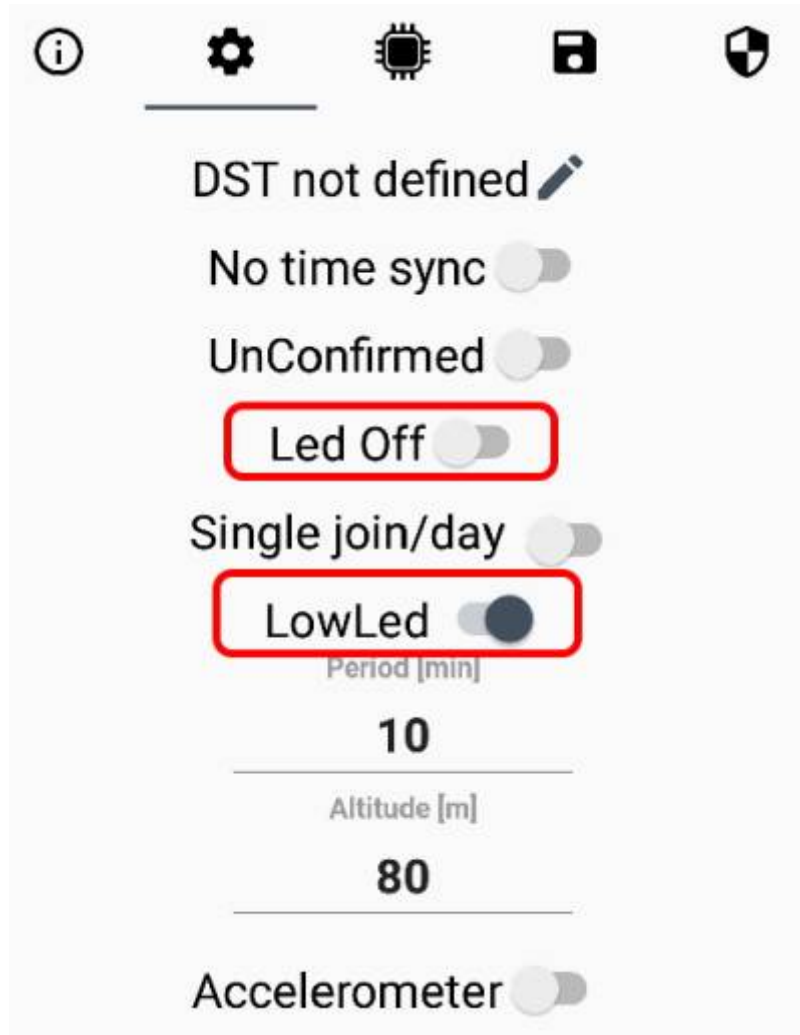 DST not defined
No time sync
UnConfirmed
Led Off
Single join/day
LowLed
Period [min]
10
Altitude [m]
80
Accelerometer